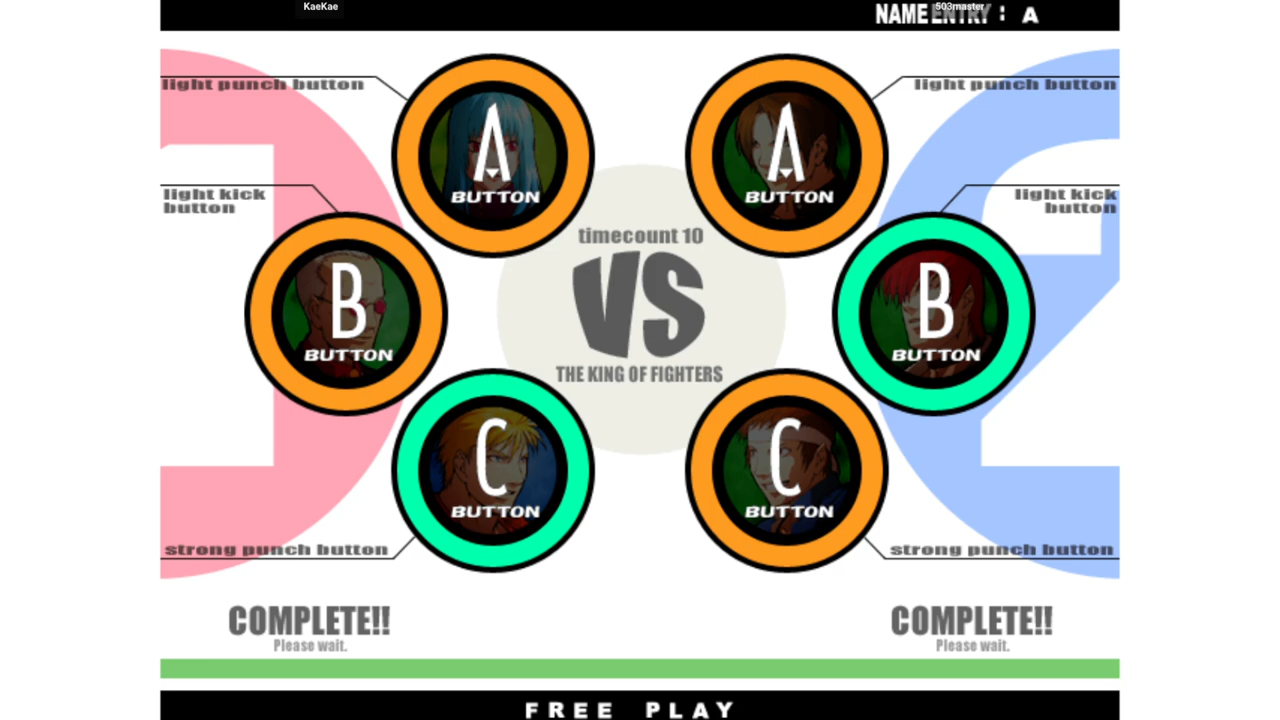 KaeKae
503master
NAME ENTRY : A
light punch button
light punch button
A
BUTTON
A
BUTTON
light kick
button
light kick
button
timecount 10
VS
THE KING OF FIGHTERS
B
BUTTON
B
BUTTON
C
BUTTON
C
BUTTON
strong punch button
strong punch button
COMPLETE!!
Please wait.
COMPLETE!!
Please wait.
FREE PLAY